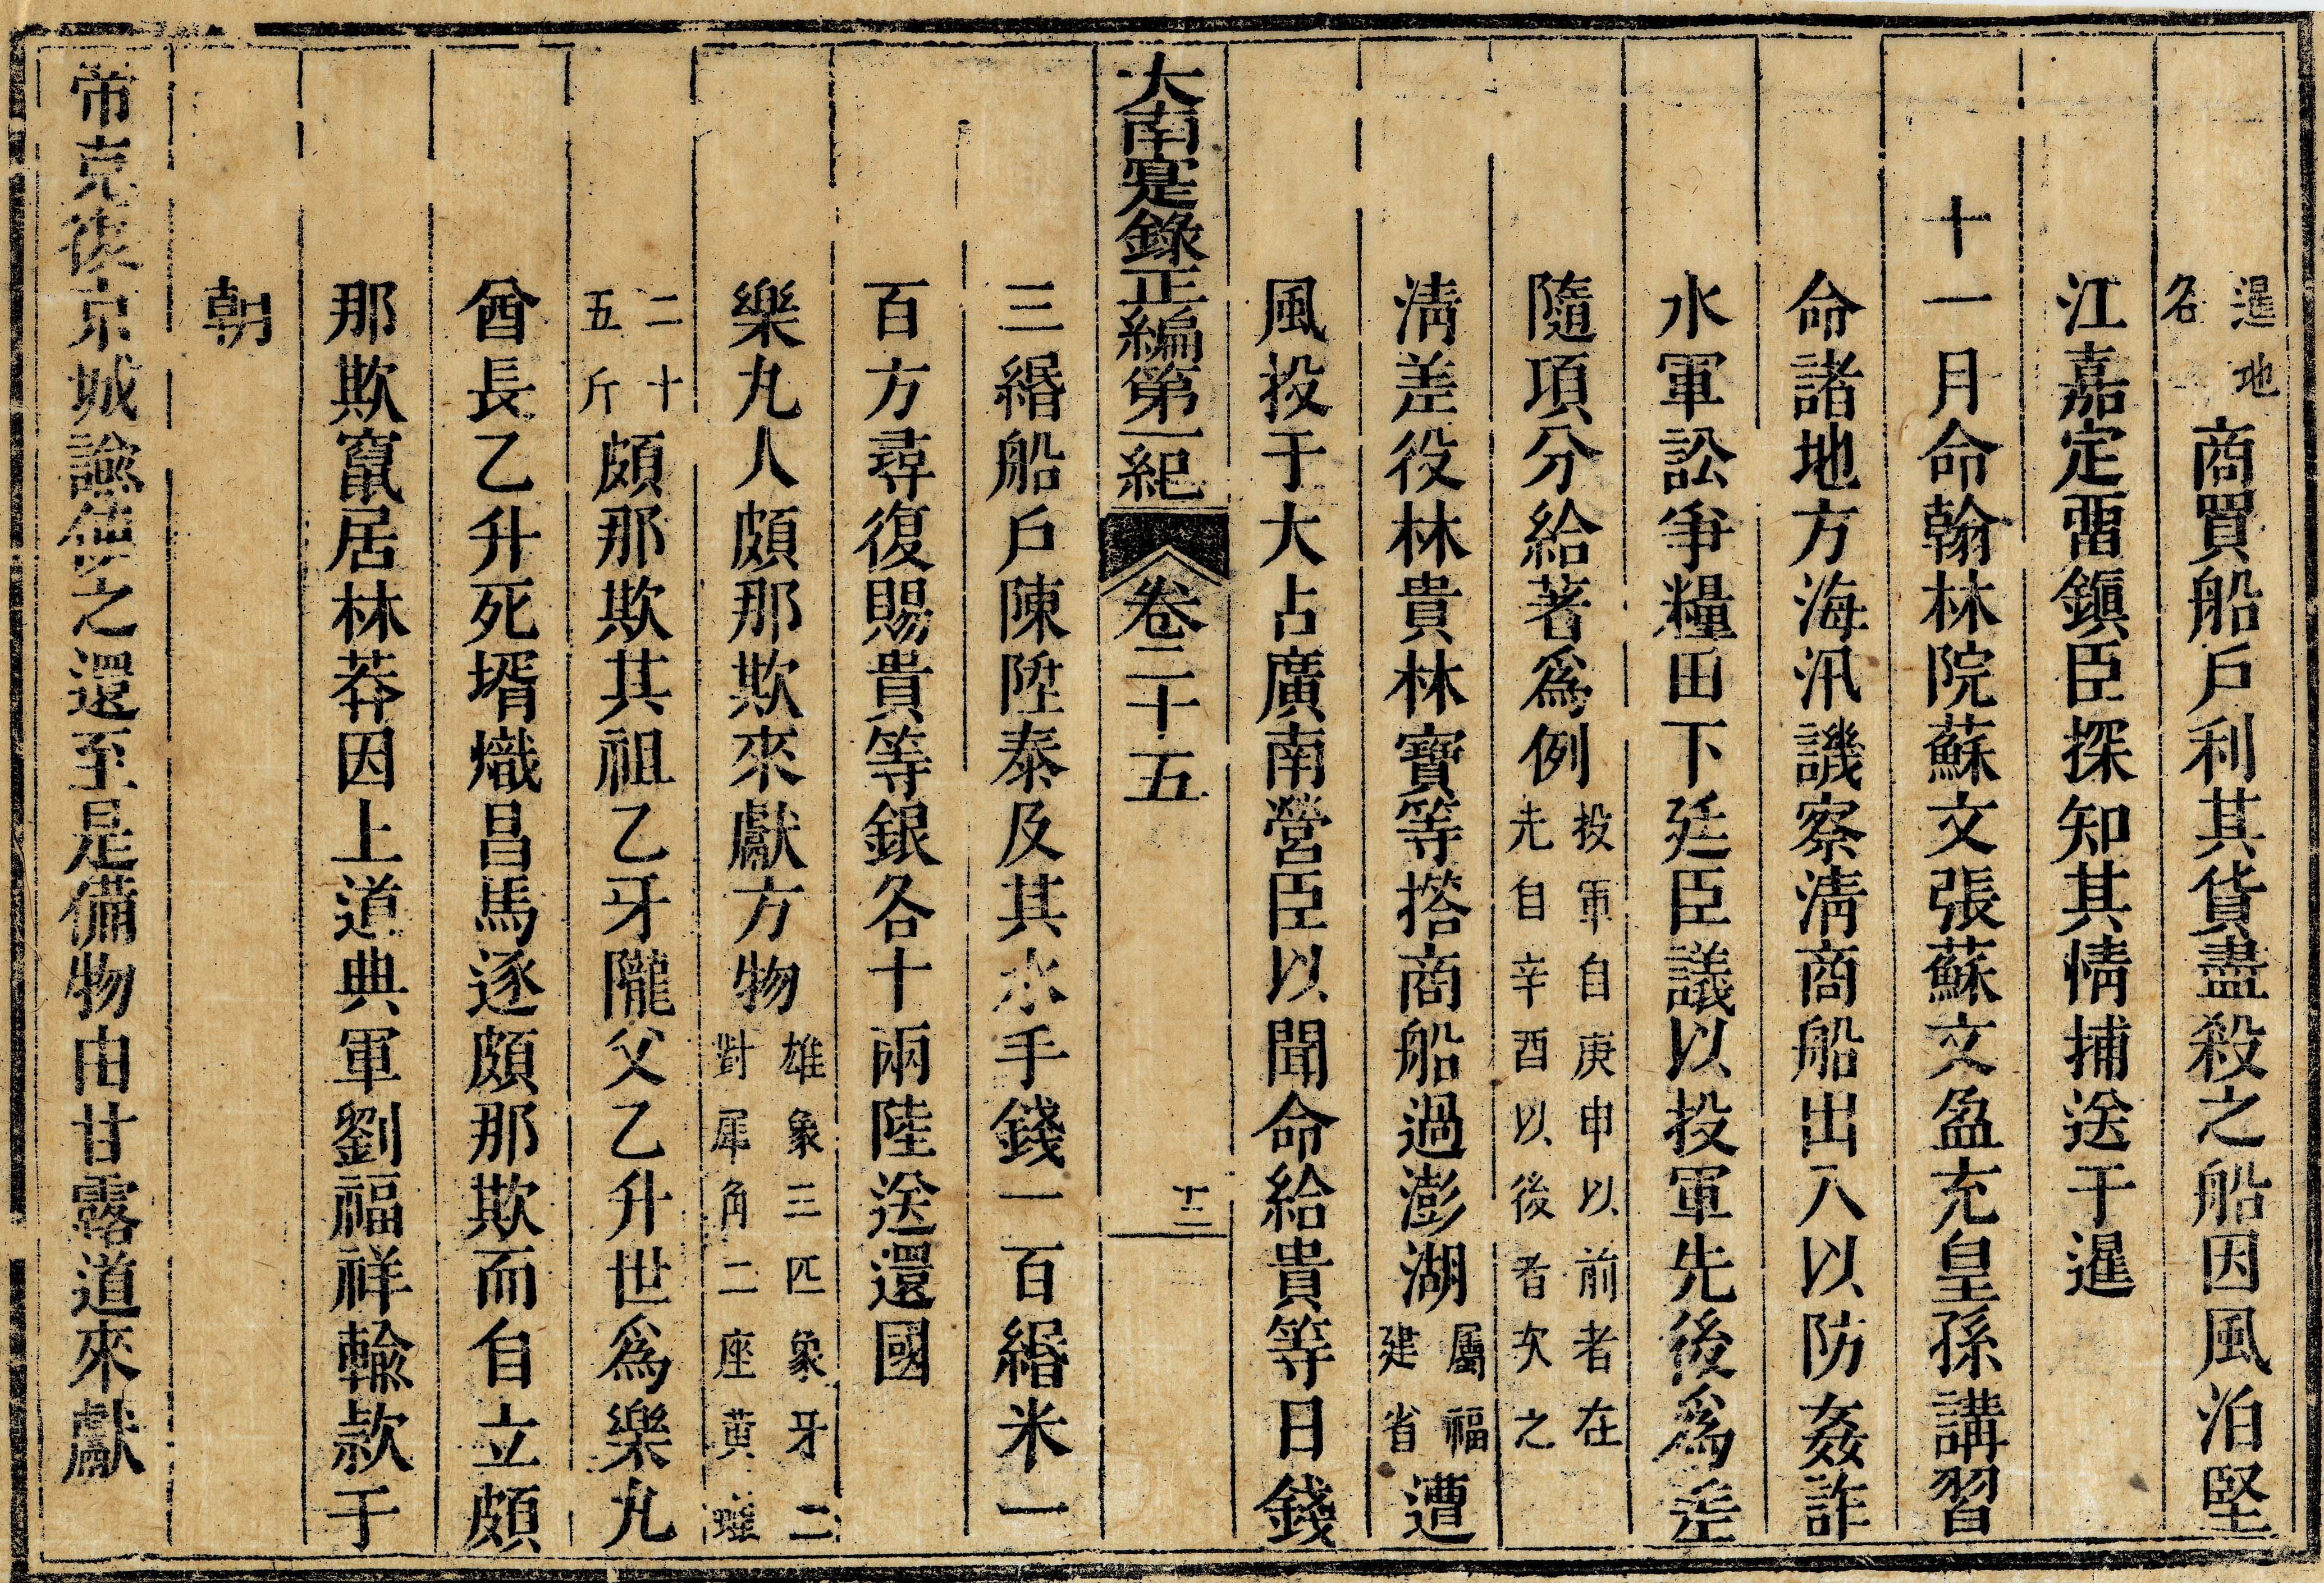 暹地名商買船戶利其貨盡殺之船因風泊堅
江嘉定畱鎭臣探知其情捕送于暹
十一月命翰林院蘇文張蘇文盈充皇孫講習
命諸地方海汛譏察清商船出入以防姦詐
水軍訟爭糧田下廷臣議以投軍先後爲差
隨項分給著爲例投軍自庚申以前者在先自辛酉以後者次之
清差役林貴林寶等搭商船過澎湖屬福建省遭
風投于大占廣南營臣以聞命給貴等日錢
大南寔錄正編第一紀 卷二十五 十二
三緡船戶陳陞泰及其水手錢一百緡米一
百方尋復賜貴等銀各十兩陸送還國
樂丸人頗那欺來獻方物雄象三匹象牙二對犀角二座黄蠟
二十五斤頗那欺其祖乙牙隴父乙升世爲樂丸
酋長乙升死壻熾昌馬逐頗那欺而自立頗
那欺竄居林莽因上道典軍劉福祥輸款于
朝
帝克復京城諭使之還至是備物由甘露道來獻